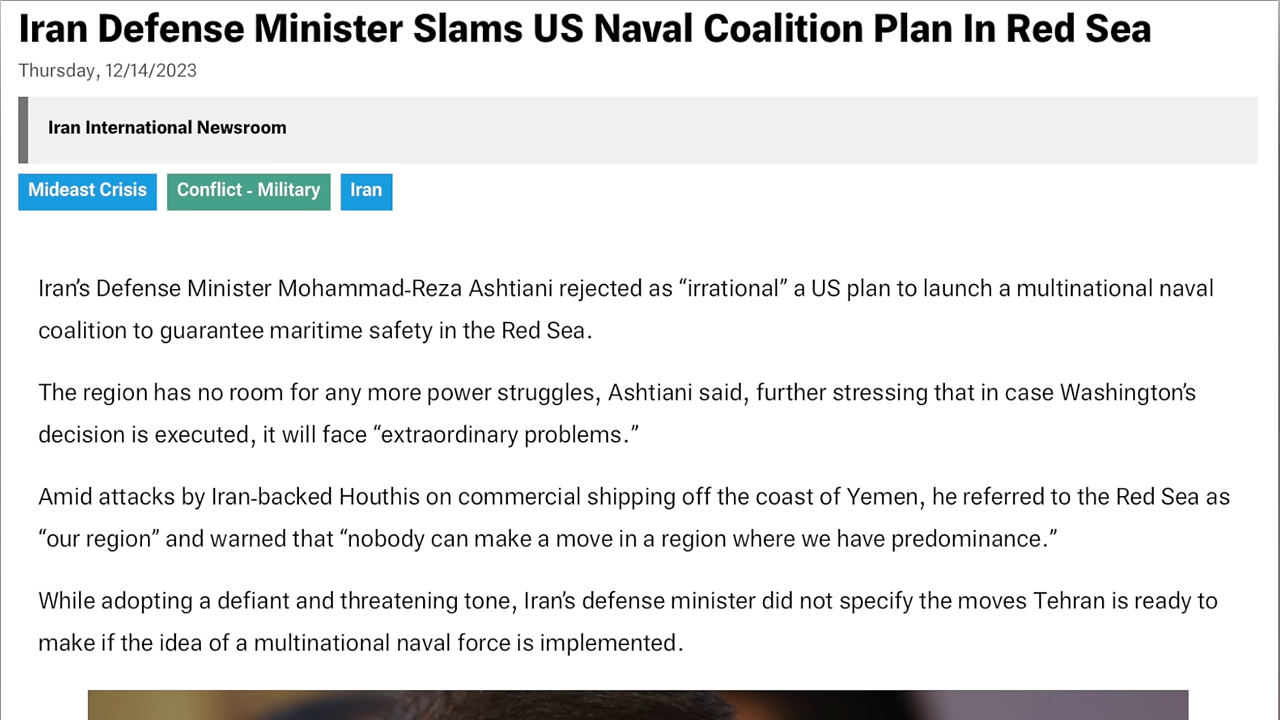 Iran Defense Minister Slams US Naval Coalition Plan In Red Sea
Thursday, 12/14/2023
Iran International Newsroom
Mideast Crisis Conflict - Military Iran
Iran’s Defense Minister Mohammad-Reza Ashtiani rejected as “irrational” a US plan to launch a multinational naval
coalition to guarantee maritime safety in the Red Sea.
The region has no room for any more power struggles, Ashtiani said, further stressing that in case Washington’s
decision is executed, it will face “extraordinary problems.”
Amid attacks by Iran-backed Houthis on commercial shipping off the coast of Yemen, he referred to the Red Sea as
“our region” and warned that “nobody can make a move in a region where we have predominance.”
While adopting a defiant and threatening tone, Iran’s defense minister did not specify the moves Tehran is ready to
make if the idea of a multinational naval force is implemented.